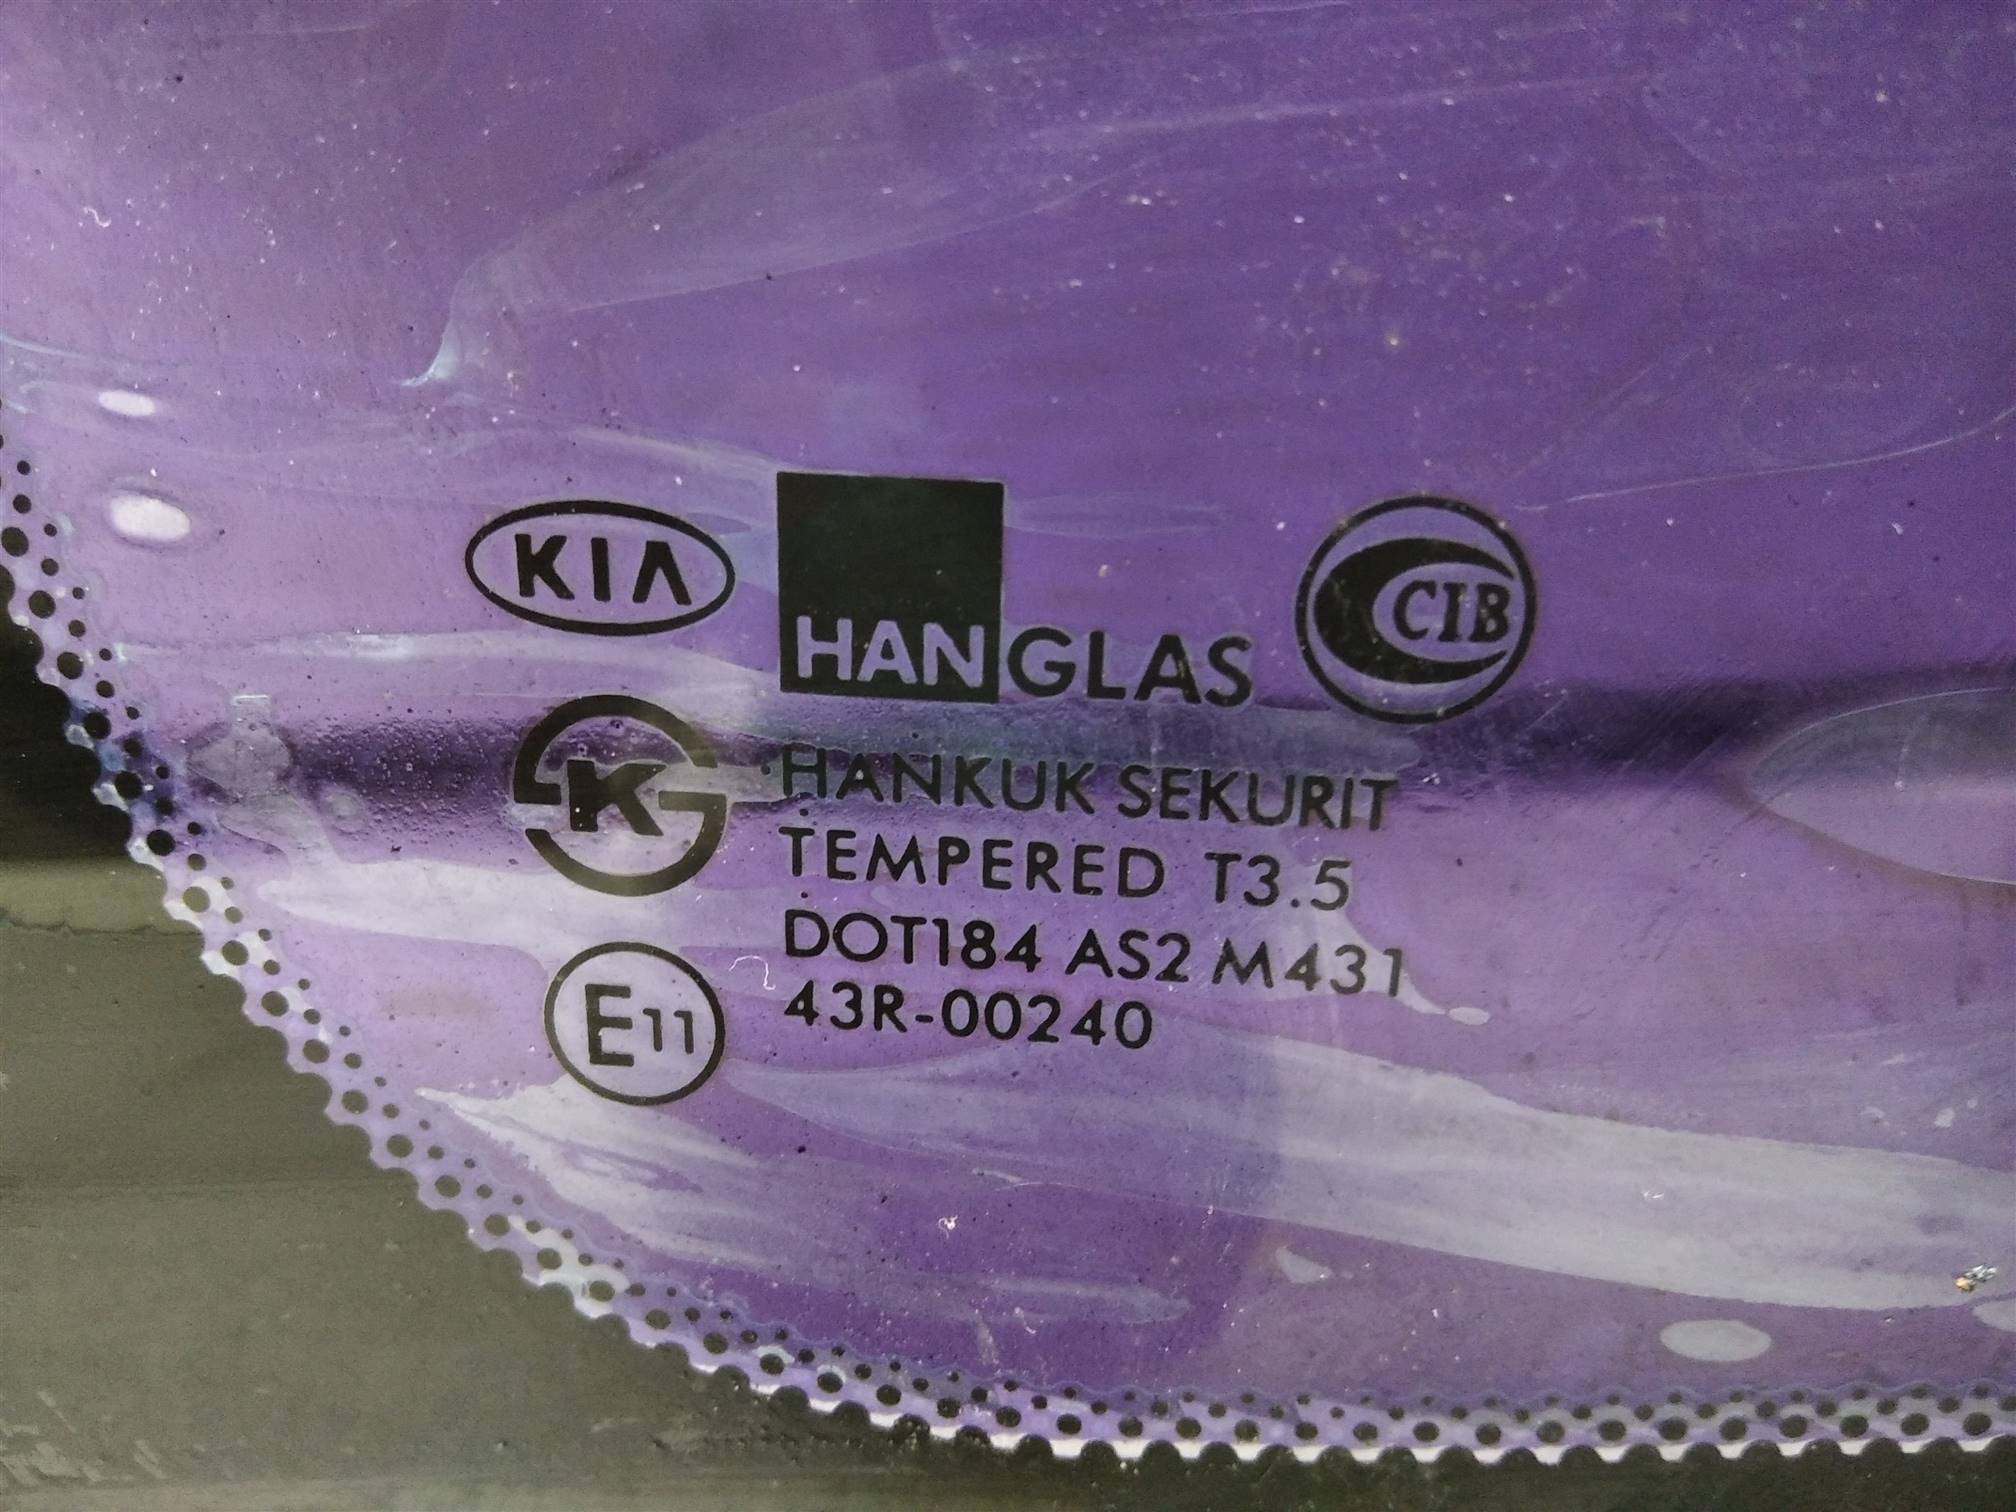 KIA
HANGLAS
CIB
K
HANKUK SEKURIT
TEMPERED T3.5
DOT184 AS2 M431
E11
43R-00240